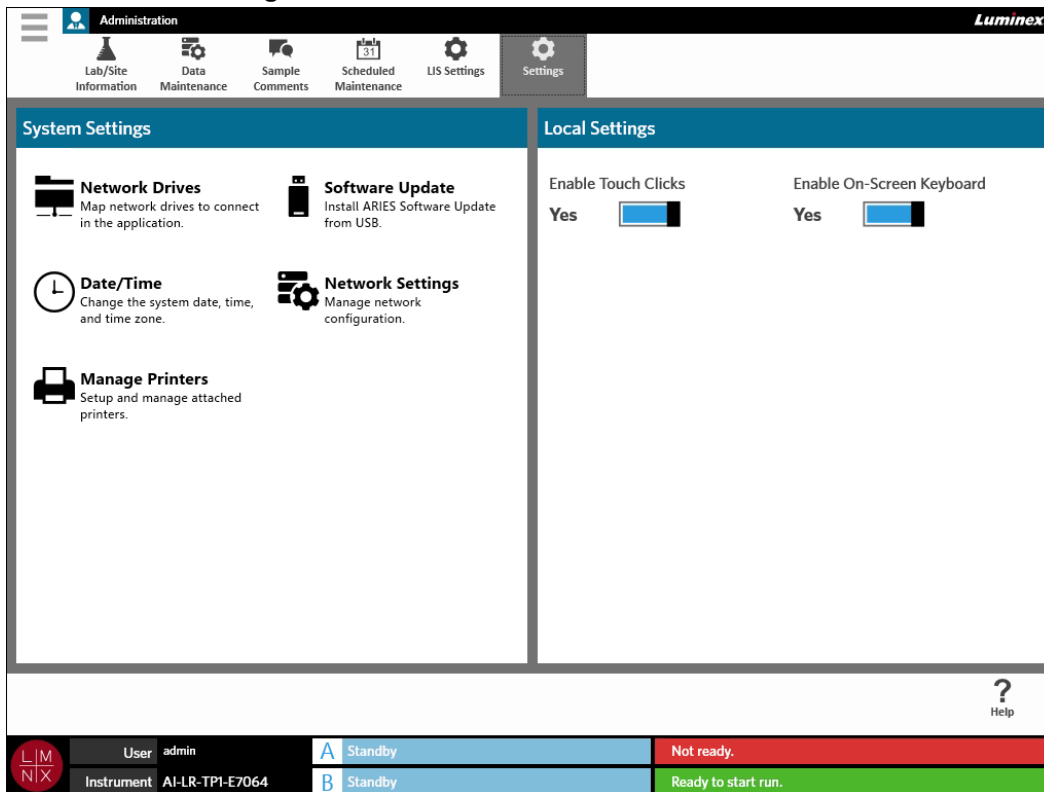 Administration
Luminex
Lab/Site
Information
Data
Maintenance
Sample
Comments
31
Scheduled
Maintenance
LIS Settings
Settings
System Settings
Network Drives
Map network drives to connect
in the application.
Software Update
Install ARIES Software Update
from USB.
Date/Time
Change the system date, time,
and time zone.
Network Settings
Manage network
configuration.
Manage Printers
Setup and manage attached
printers.
Local Settings
Enable Touch Clicks
Yes
Enable On-Screen Keyboard
Yes
?
Help
L M
N X
User admin
Instrument AI-LR-TP1-E7064
A Standby
Not ready.
B Standby
Ready to start run.